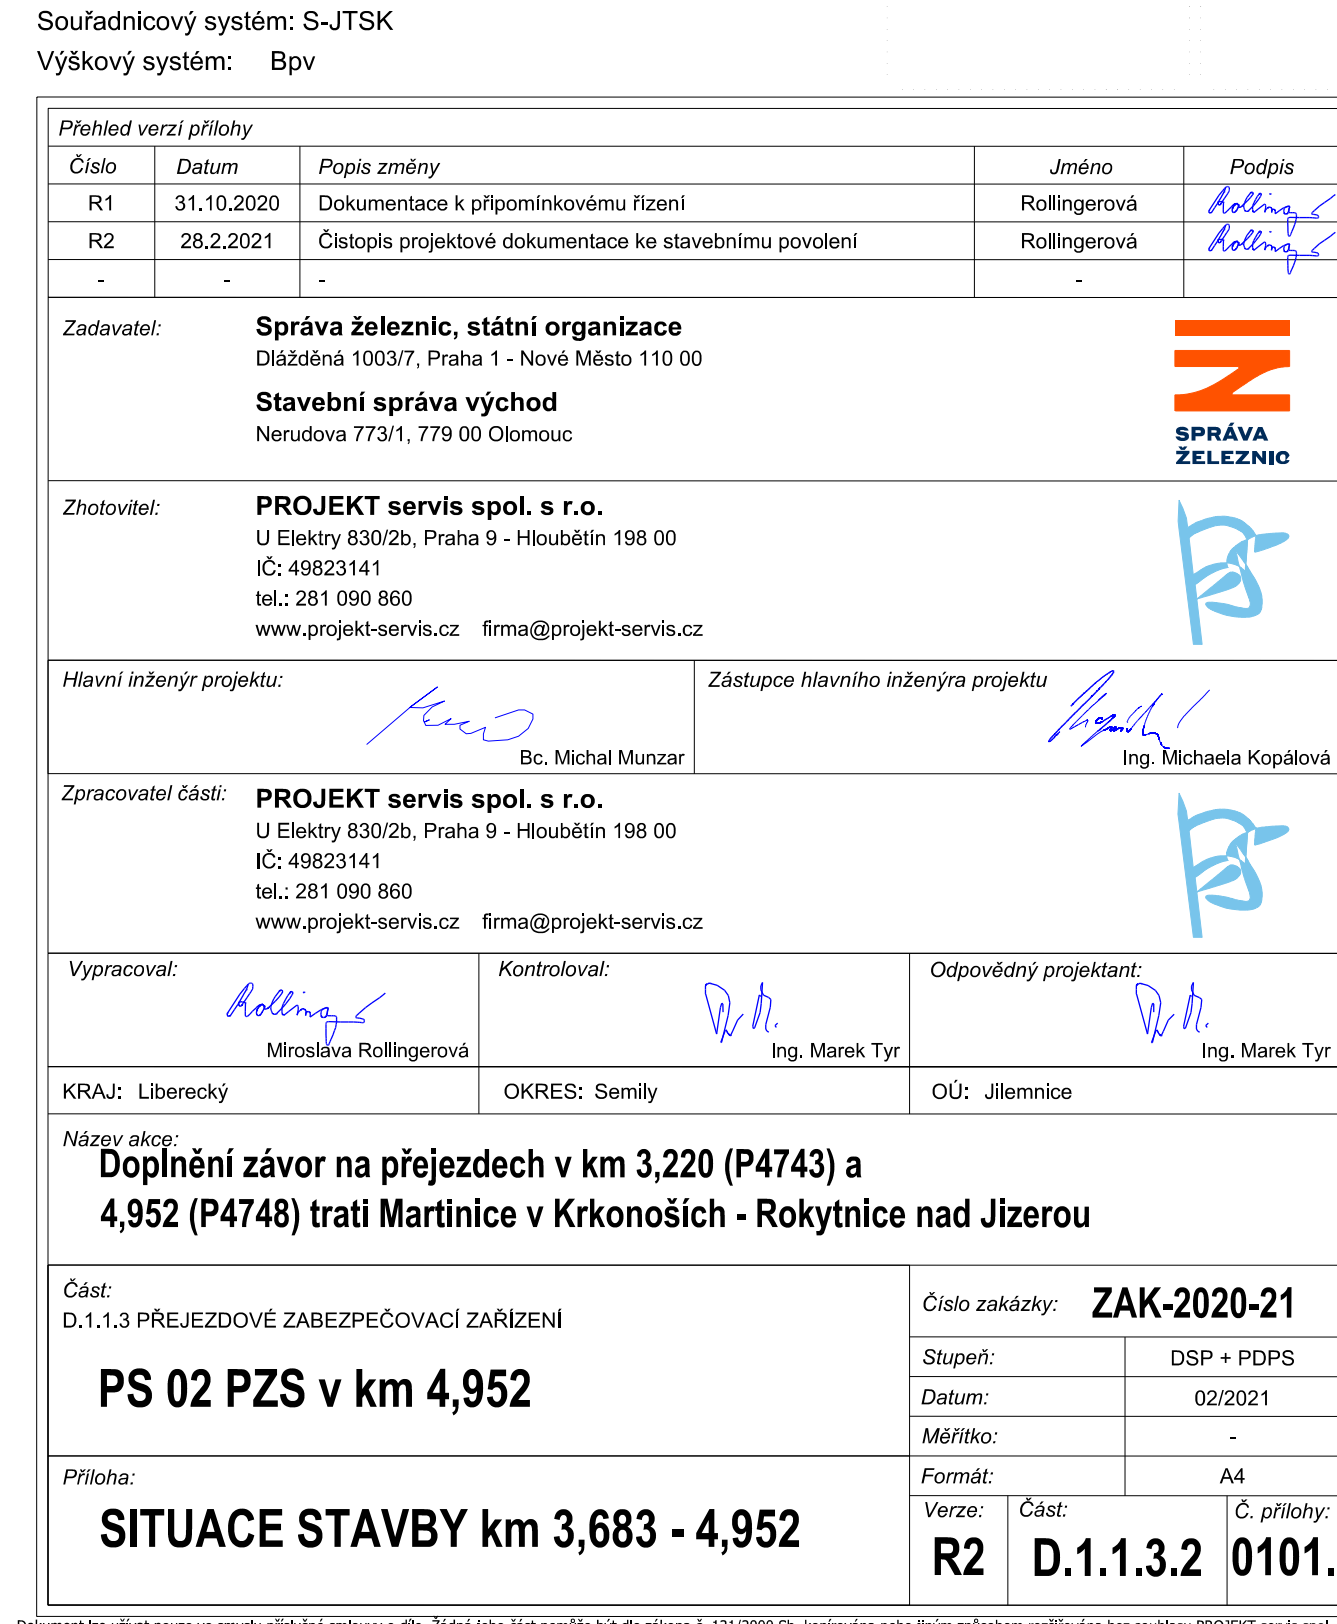 Souřadnicový systém: S-JTSK
Výškový systém: Bpv
Přehled verzí přílohy
Číslo Datum Popis změny Jméno Podpis
R1 31.10.2020 Dokumentace k připomínkovému řízení Rollingerová
R2 28.2.2021 Čistopis projektové dokumentace ke stavebnímu povolení Rollingerová
- - - -
Zadavatel: Správa železnic, státní organizace
Dlážděná 1003/7, Praha 1 - Nové Město 110 00
Stavební správa východ
Nerudova 773/1, 779 00 Olomouc
SPRÁVA
ŽELEZNIC
Zhotovitel: PROJEKT servis spol. s r.o.
U Elektry 830/2b, Praha 9 - Hloubětín 198 00
IČ: 49823141
tel.: 281 090 860
www.projekt-servis.cz firma@projekt-servis.cz
Hlavní inženýr projektu: Zástupce hlavního inženýra projektu
Bc. Michal Munzar Ing. Michaela Kopálová
Zpracovatel části: PROJEKT servis spol. s r.o.
U Elektry 830/2b, Praha 9 - Hloubětín 198 00
IČ: 49823141
tel.: 281 090 860
www.projekt-servis.cz firma@projekt-servis.cz
Vypracoval: Kontroloval: Odpovědný projektant:
Miroslava Rollingerová Ing. Marek Tyr Ing. Marek Tyr
KRAJ: Liberecký OKRES: Semily OÚ: Jilemnice
Název akce:
Doplnění závor na přejezdech v km 3,220 (P4743) a
4,952 (P4748) trati Martinice v Krkonoších - Rokytnice nad Jizerou
Část:
D.1.1.3 PŘEJEZDOVÉ ZABEZPEČOVACÍ ZAŘÍZENÍ
PS 02 PZS v km 4,952
Číslo zakázky: ZAK-2020-21
Stupeň: DSP + PDPS
Datum: 02/2021
Měřítko: -
Formát: A4
Příloha:
SITUACE STAVBY km 3,683 - 4,952
Verze: Část: Č. přílohy:
R2 D.1.1.3.2 0101.